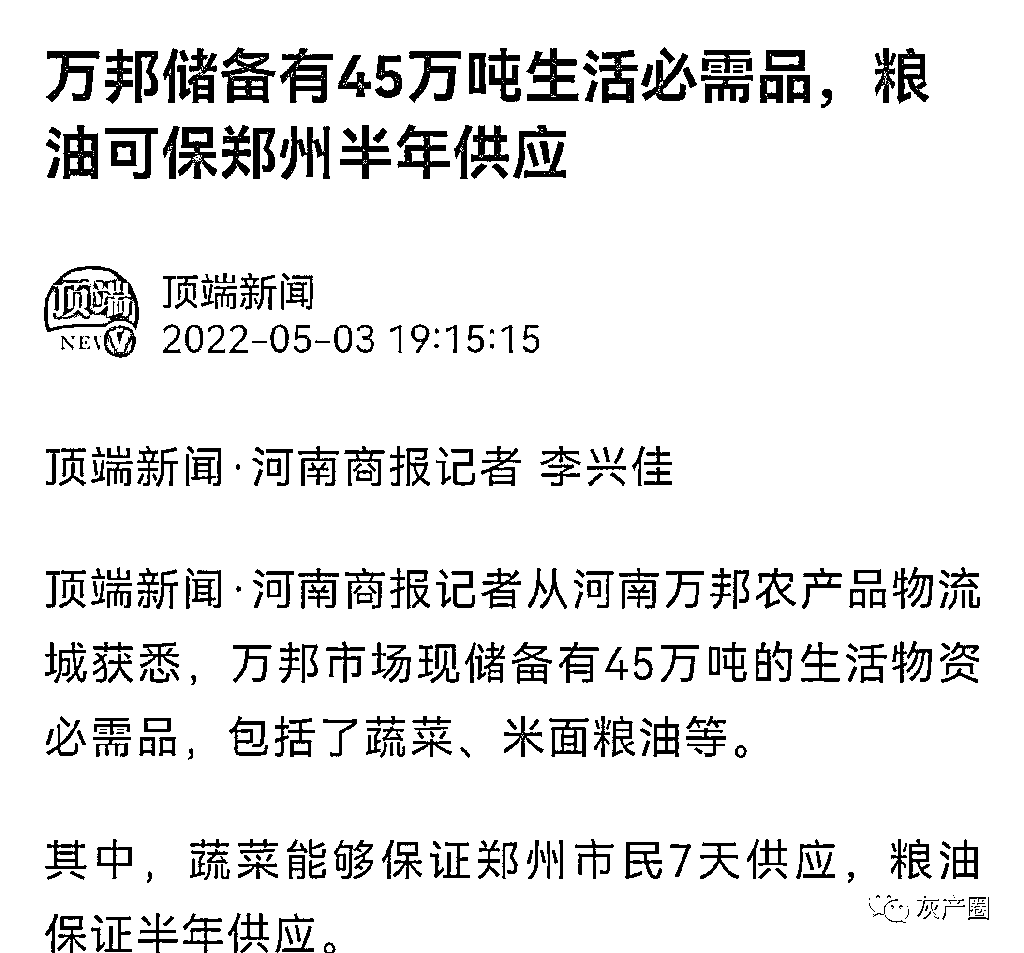 万邦储备有45万吨生活必需品，粮
油可保郑州半年供应
顶端
NEW
顶端新闻
2022-05-03 19:15:15
顶端新闻·河南商报记者 李兴佳
顶端新闻·河南商报记者从河南万邦农产品物流
城获悉，万邦市场现储备有45万吨的生活物资
必需品，包括了蔬菜、米面粮油等。
其中，蔬菜能够保证郑州市民7天供应，粮油
保证半年供应。
灰产圈